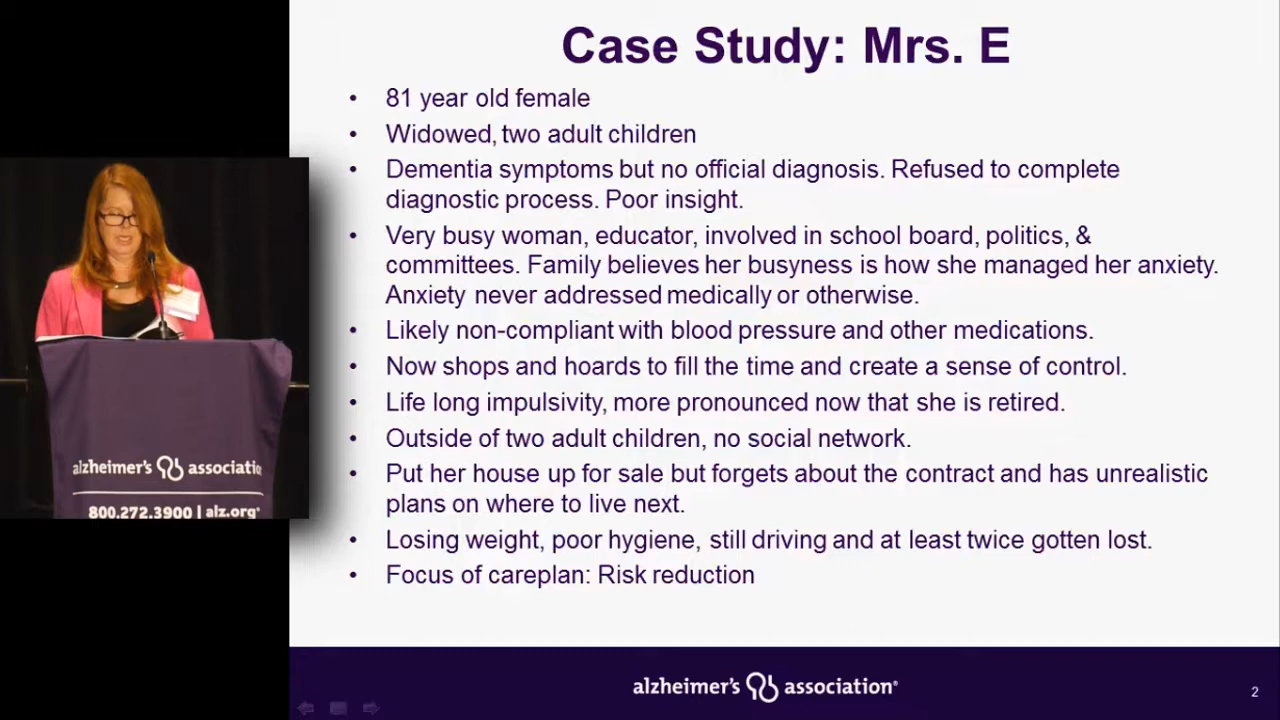 Case Study: Mrs. E
• 81 year old female
• Widowed, two adult children
• Dementia symptoms but no official diagnosis. Refused to complete
diagnostic process. Poor insight.
• Very busy woman, educator, involved in school board, politics, &
committees. Family believes her busyness is how she managed her anxiety.
Anxiety never addressed medically or otherwise.
• Likely non-compliant with blood pressure and other medications.
• Now shops and hoards to fill the time and create a sense of control.
• Life long impulsivity, more pronounced now that she is retired.
• Outside of two adult children, no social network.
• Put her house up for sale but forgets about the contract and has unrealistic
plans on where to live next.
• Losing weight, poor hygiene, still driving and at least twice gotten lost.
• Focus of careplan: Risk reduction
alzheimer's association®
2
alzheimer's associatio
800.272.3900 | alz.org®